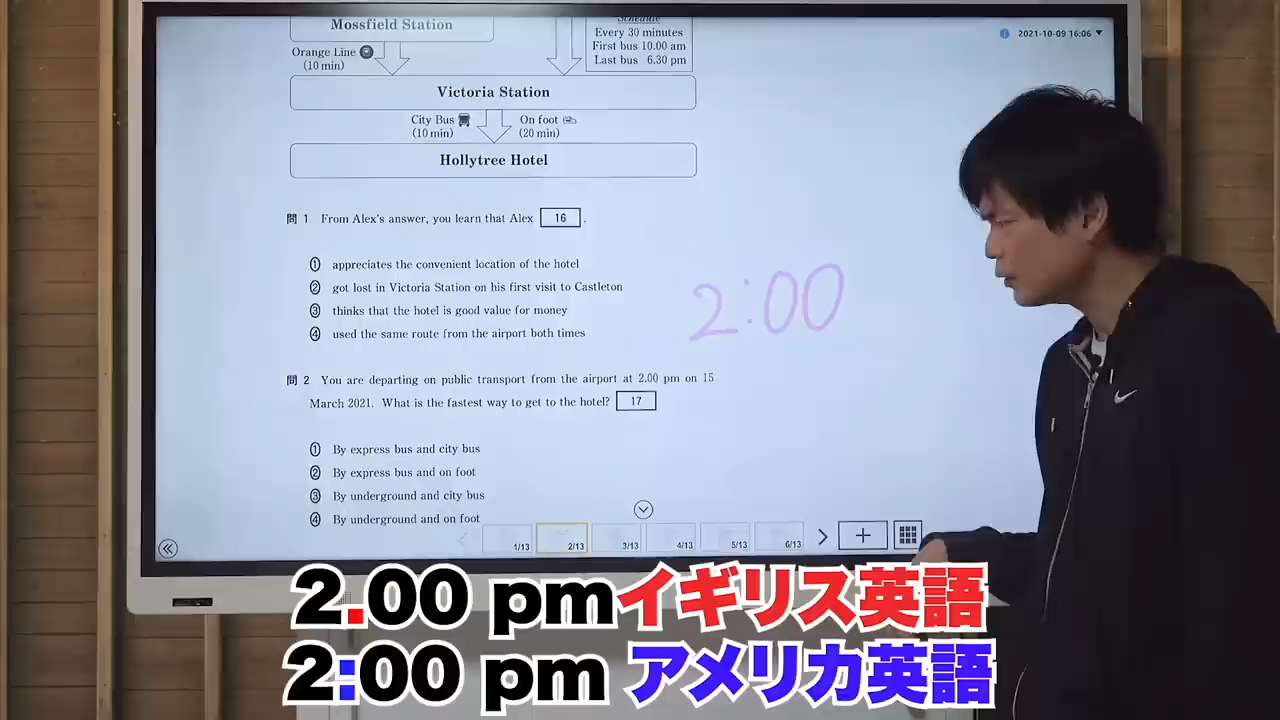 Mossfield Station
Schedule
Every 30 minutes
First bus 10.00 am
Last bus 6.30 pm
Orange Line
(10 min)
Victoria Station
City Bus
(10 min)
On foot
(20 min)
Hollytree Hotel
2021-10-09 16:06
問 1 From Alex's answer, you learn that Alex 16 .
① appreciates the convenient location of the hotel
② got lost in Victoria Station on his first visit to Castleton
③ thinks that the hotel is good value for money
④ used the same route from the airport both times
2:00
問 2 You are departing on public transport from the airport at 2.00 pm on 15
March 2021. What is the fastest way to get to the hotel? 17
① By express bus and city bus
② By express bus and on foot
③ By underground and city bus
④ By underground and on foot
1/13 2/13 3/13 4/13 5/13 6/13
2.00 pmイギリス英語
2:00 pm アメリカ英語